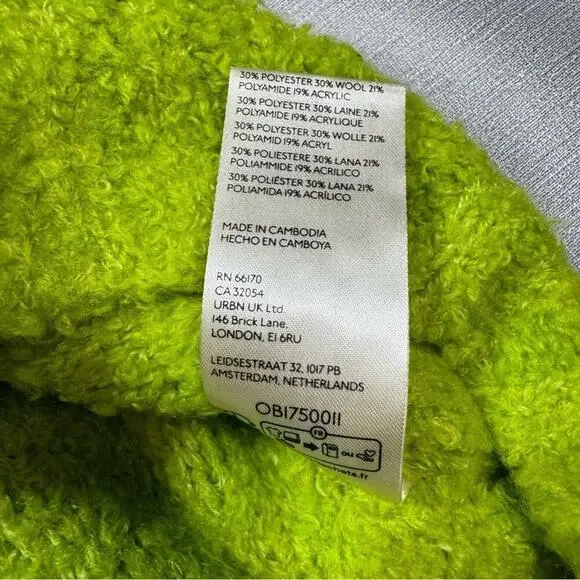 30% POLYESTER 30% WOOL 21%
POLYAMIDE 19% ACRYLIC
30% POLYESTER 30% LAINE 21%
POLYAMIDE 19% ACRYLIQUE
30% POLYESTER 30% WOLLE 21%
POLYAMID 19% ACRYL
30% POLIESTERE 30% LANA 21%
POLIAMMIDE 19% ACRILICO
30% POLIÉSTER 30% LANA 21%
POLIAMIDA 19% ACRÍLICO
MADE IN CAMBODIA
HECHO EN CAMBOYA
RN 66170
CA 32054
URBN UK Ltd.
146 Brick Lane,
LONDON, E1 6RU
LEIDSESTRAAT 32, 1017 PB
AMSTERDAM, NETHERLANDS
OB1750011
FR
OU